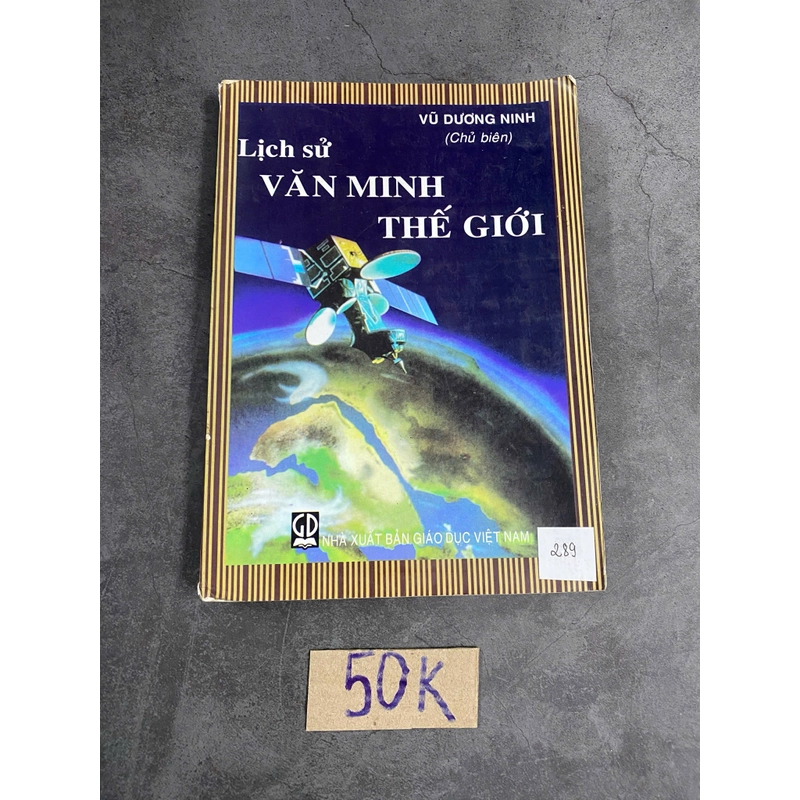 VŨ DƯƠNG NINH
(Chủ biên)
Lịch sử
VĂN MINH
THẾ GIỚI
GD
NHÀ XUẤT BẢN GIÁO DỤC VIỆT NAM
289
50K